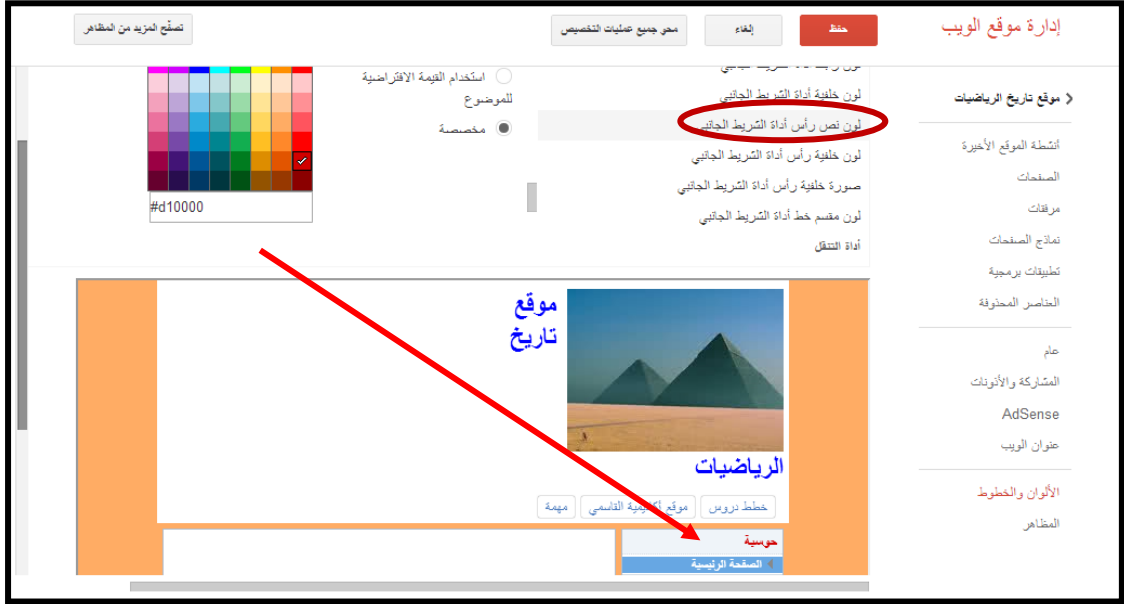 إدارة موقع الويب
حفظ
إلغاء
محو جميع عمليات التخصيص
تصفّح المزيد من المظاهر
موقع تاريخ الرياضيات
أنشطة الموقع الأخيرة
الصفحات
مرفقات
نماذج الصفحات
تطبيقات برمجية
العناصر المحذوفة
عام
المشاركة والأذونات
AdSense
عنوان الويب
الألوان والخطوط
المظاهر
لون خلفية أداة الشريط الجانبي
لون نص رأس أداة الشريط الجانبي
لون خلفية رأس أداة الشريط الجانبي
صورة خلفية رأس أداة الشريط الجانبي
لون مقسم خط أداة الشريط الجانبي
أداة التنقل
استخدام القيمة الافتراضية
للموضوع
مخصصة
#d10000
موقع
تاريخ
الرياضيات
خطط دروس
موقع أكاديمية القاسمي
مهمة
حوسبة
الصفحة الرئيسية